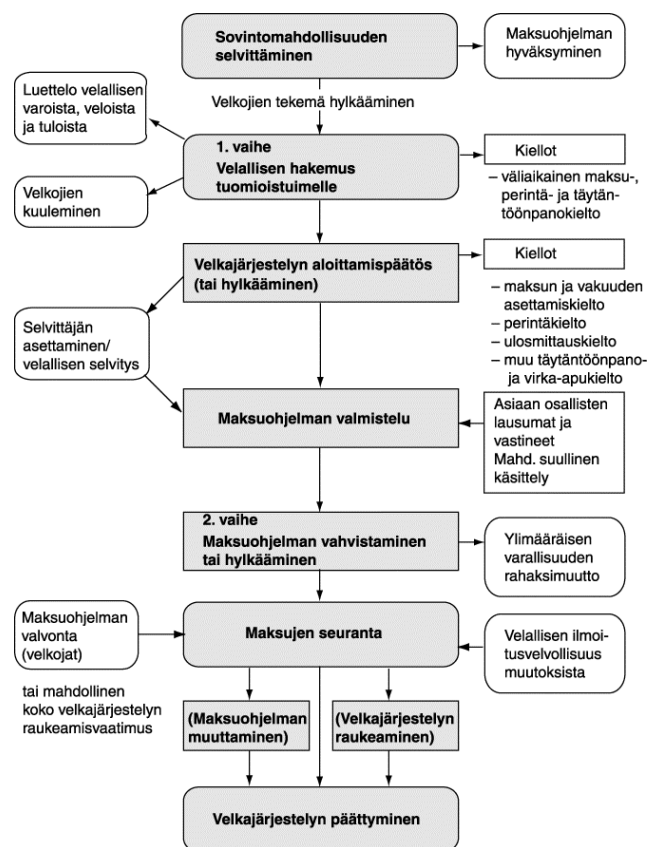 Sovintomahdollisuuden
selvittäminen
Maksuohjelman
hyväksyminen
Luettelo velallisen
varoista, veloista
ja tuloista
Velkojien tekemä hylkääminen
1. vaihe
Velallisen hakemus
tuomioistuimelle
Kiellot
– väliaikainen maksu-,
perintä- ja täytän-
töönpanokielto
Velkojien
kuuleminen
Velkajärjestelyn aloittamispäätös
(tai hylkääminen)
Kiellot
– maksun ja vakuuden
asettamiskielto
– perintäkielto
– ulosmittauskielto
– muu täytäntöönpano-
ja virka-apukielto
Selvittäjän
asettaminen/
velallisen selvitys
Maksuohjelman valmistelu
Asiaan osallisten
lausumat ja
vastineet
Mahd. suullinen
käsittely
2. vaihe
Maksuohjelman vahvistaminen
tai hylkääminen
Ylimääräisen
varallisuuden
rahaksimuutto
Maksuohjelman
valvonta
(velkojat)
Maksujen seuranta
Velallisen ilmoi-
tusvelvollisuus
muutoksista
tai mahdollinen
koko velkajärjestelyn
raukeamisvaatimus
(Maksuohjelman
muuttaminen)
(Velkajärjestelyn
raukeaminen)
Velkajärjestelyn päättyminen